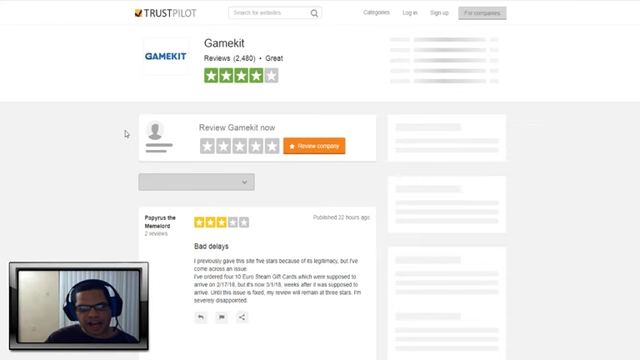 TRUSTPILOT
Search for websites
Categories
Log in
Sign up
For companies
GAMEKIT
Gamekit
Reviews (2,480) • Great
Review Gamekit now
Review company
Papyrus the
Memelord
2 reviews
Published 22 hours ago
Bad delays
I previously gave this site five stars because of its legitimacy, but I've
come across an issue.
I've ordered four 10 Euro Steam Gift Cards which were supposed to
arrive on 2/17/18, but it's now 3/1/18, weeks after it was supposed to
arrive. Until this issue is fixed, my review will remain at three stars. I'm
severely disappointed.